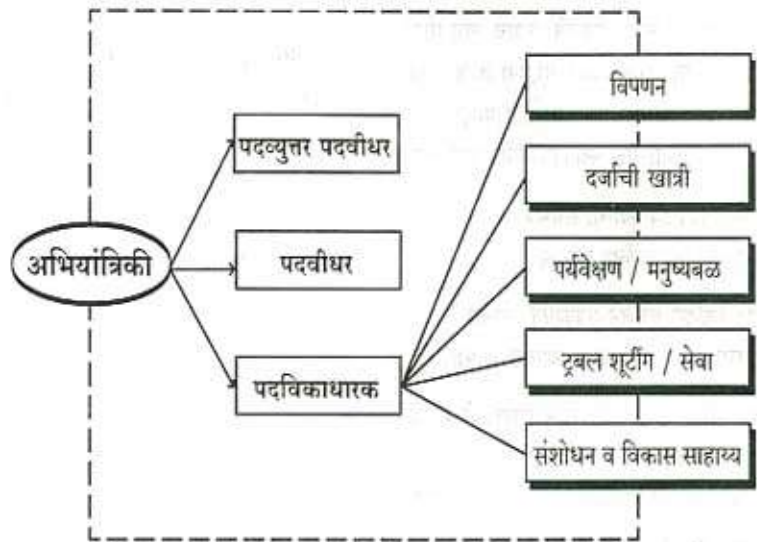 अभियांत्रिकी
पदव्युत्तर पदवीधर
पदवीधर
पदविकाधारक
विपणन
दर्जाची खात्री
पर्यवेक्षण / मनुष्यबळ
ट्रबल शूटींग / सेवा
संशोधन व विकास साहाय्य